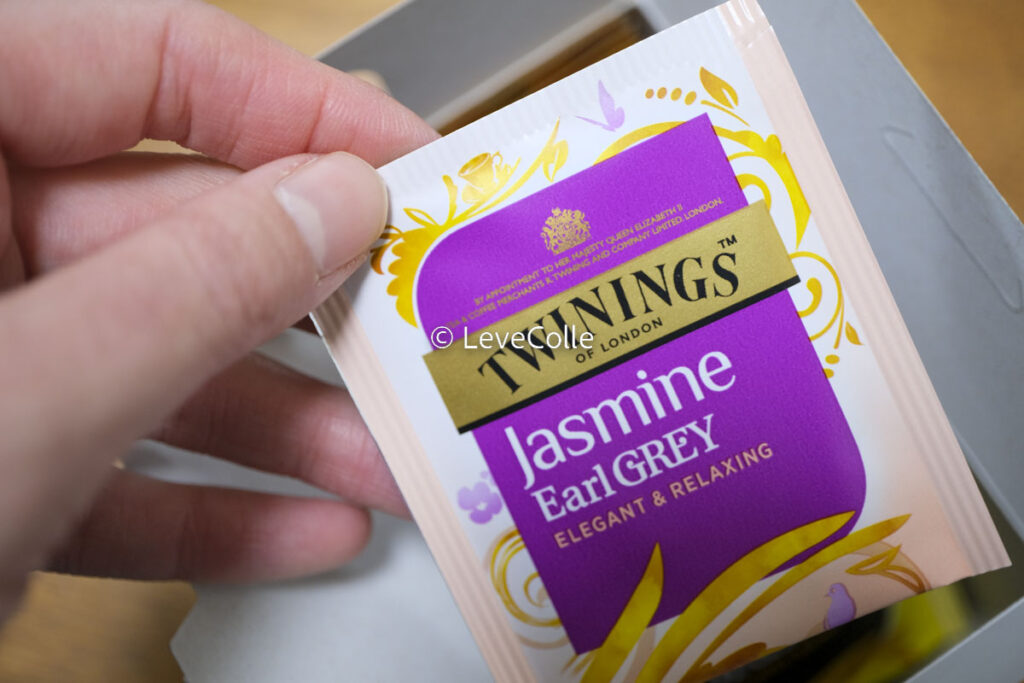 BY APPOINTMENT TO HER MAJESTY QUEEN ELIZABETH II
TEA & COFFEE MERCHANTS R. TWINING AND COMPANY LIMITED, LONDON.
TWININGS™
OF LONDON
© LeveColle
Jasmine
Earl GREY
ELEGANT & RELAXING